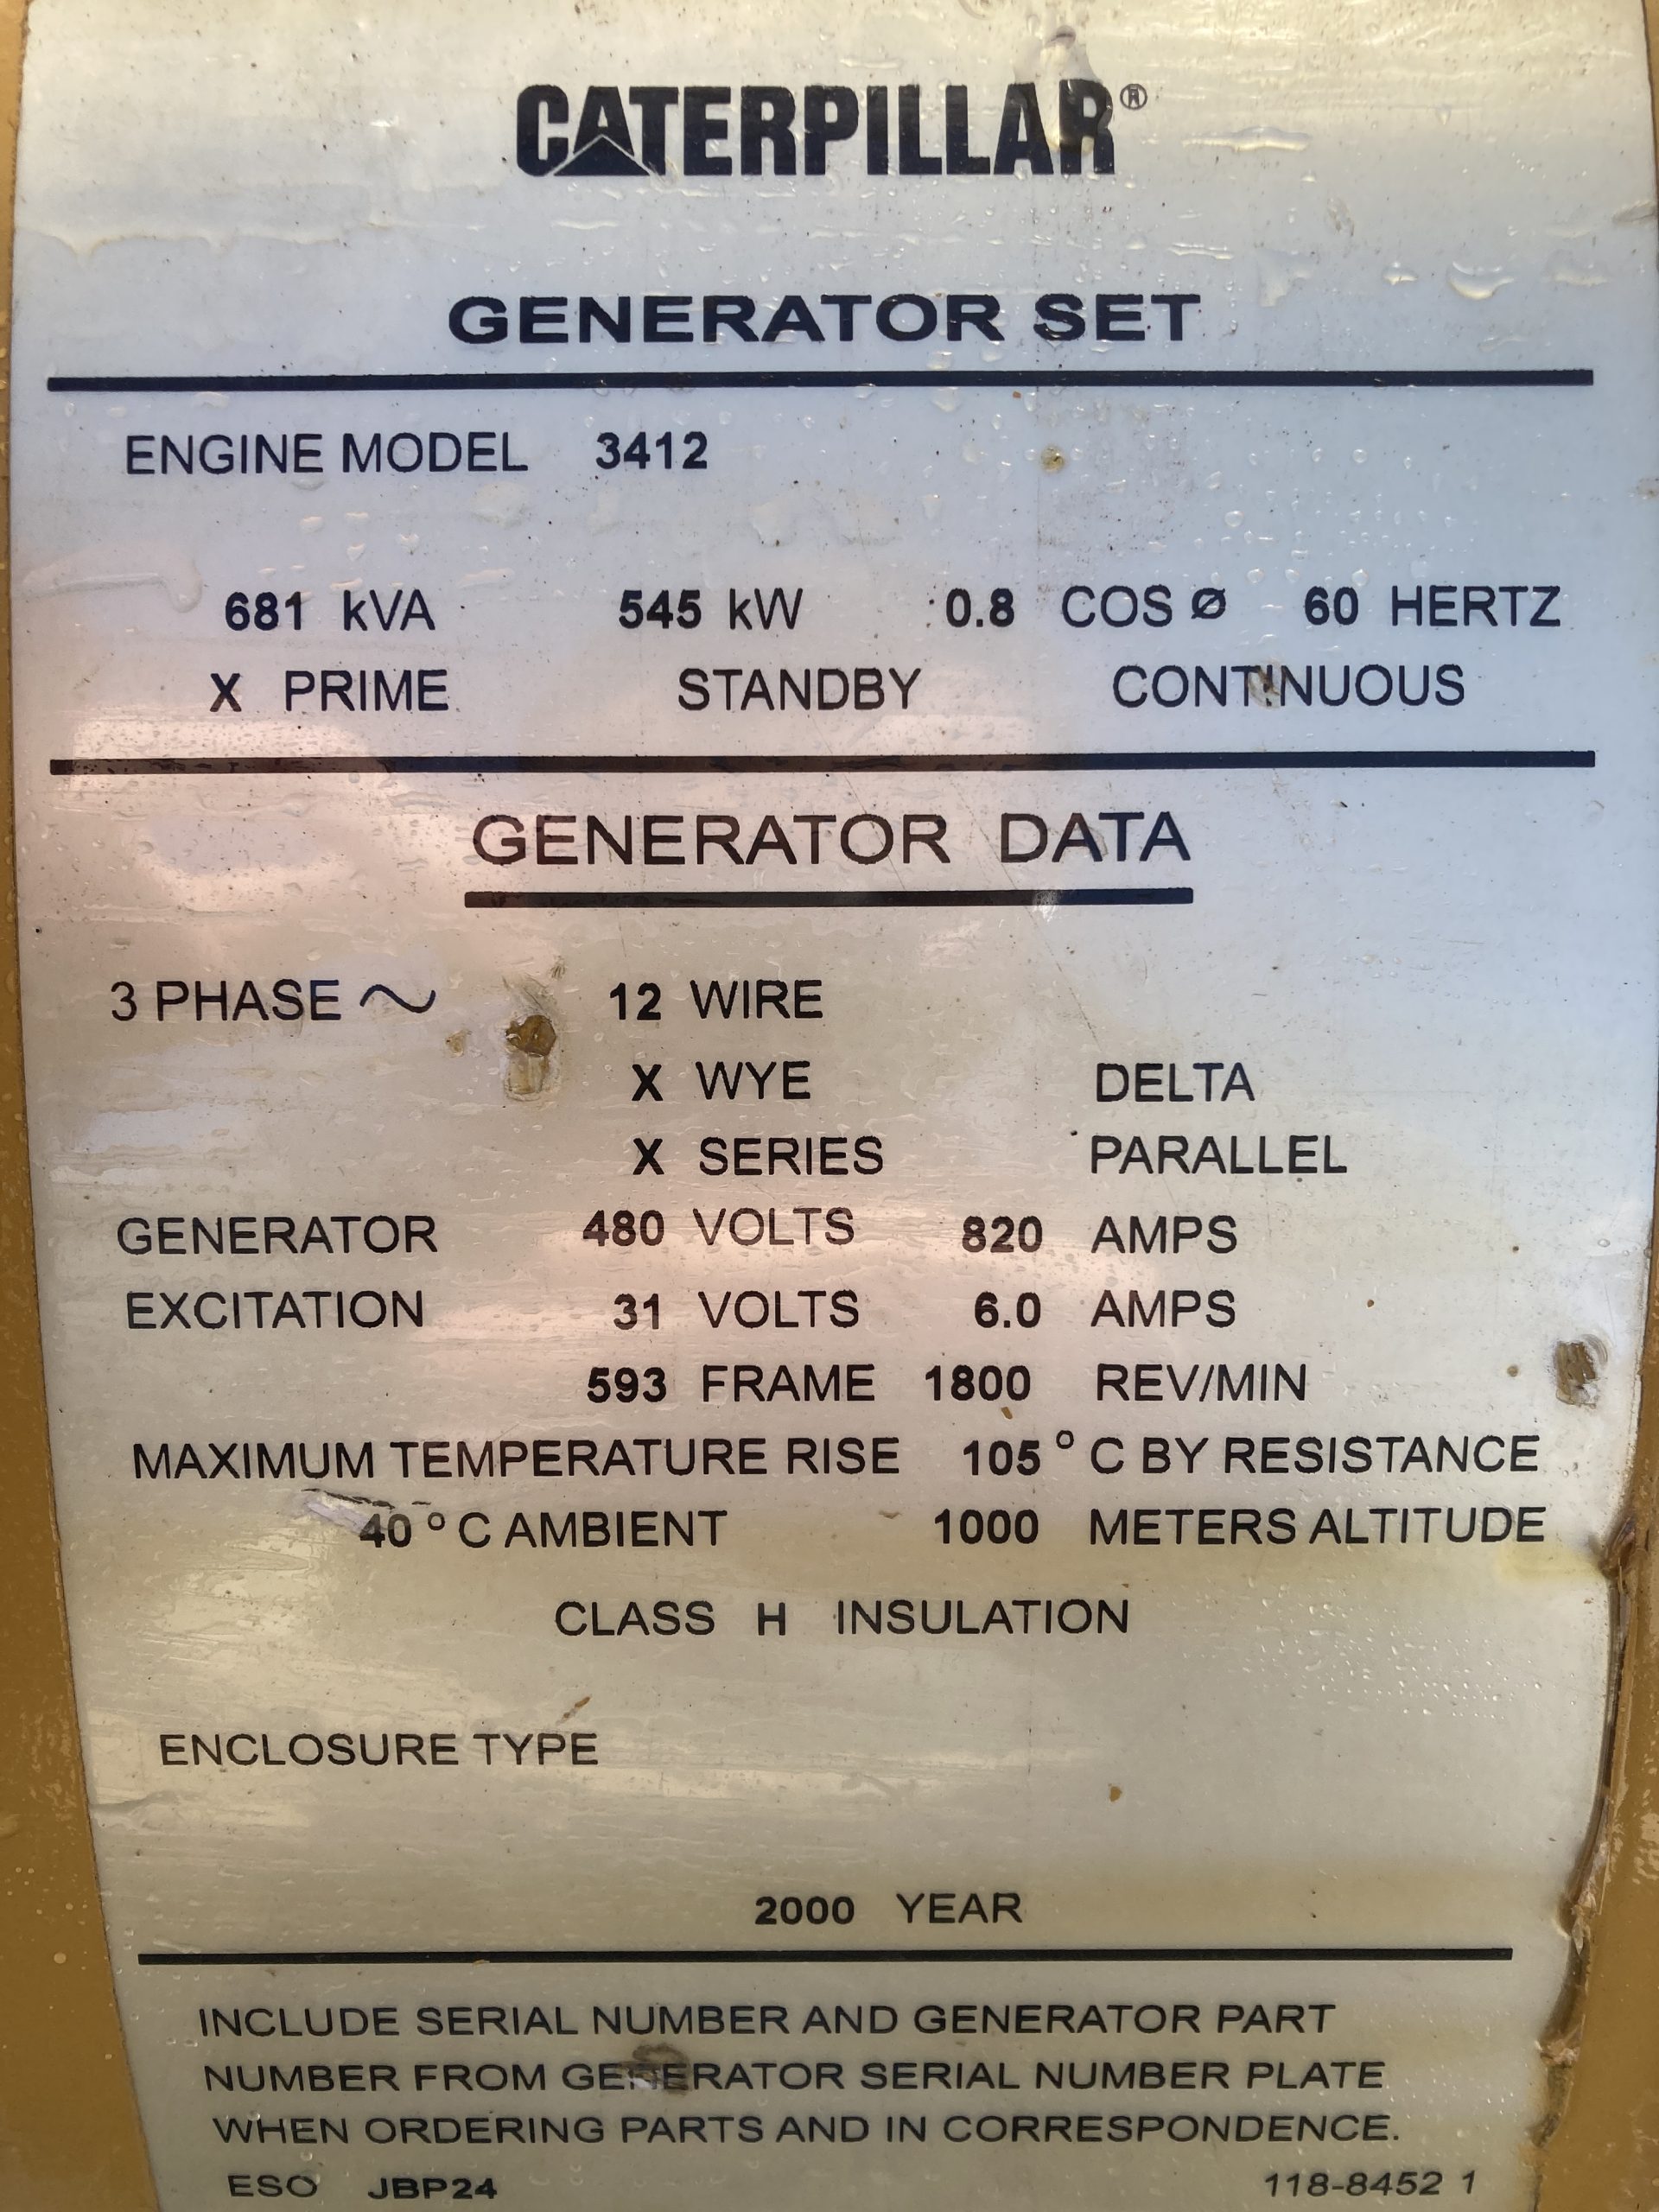 CATERPILLAR®
GENERATOR SET
ENGINE MODEL 3412
681 kVA 545 kW 0.8 COS Ø 60 HERTZ
X PRIME STANDBY CONTINUOUS
GENERATOR DATA
3 PHASE ~ 12 WIRE
X WYE DELTA
X SERIES PARALLEL
GENERATOR 480 VOLTS 820 AMPS
EXCITATION 31 VOLTS 6.0 AMPS
593 FRAME 1800 REV/MIN
MAXIMUM TEMPERATURE RISE 105 °C BY RESISTANCE
40 °C AMBIENT 1000 METERS ALTITUDE
CLASS H INSULATION
ENCLOSURE TYPE
2000 YEAR
INCLUDE SERIAL NUMBER AND GENERATOR PART
NUMBER FROM GENERATOR SERIAL NUMBER PLATE
WHEN ORDERING PARTS AND IN CORRESPONDENCE.
ESO JBP24 118-8452 1